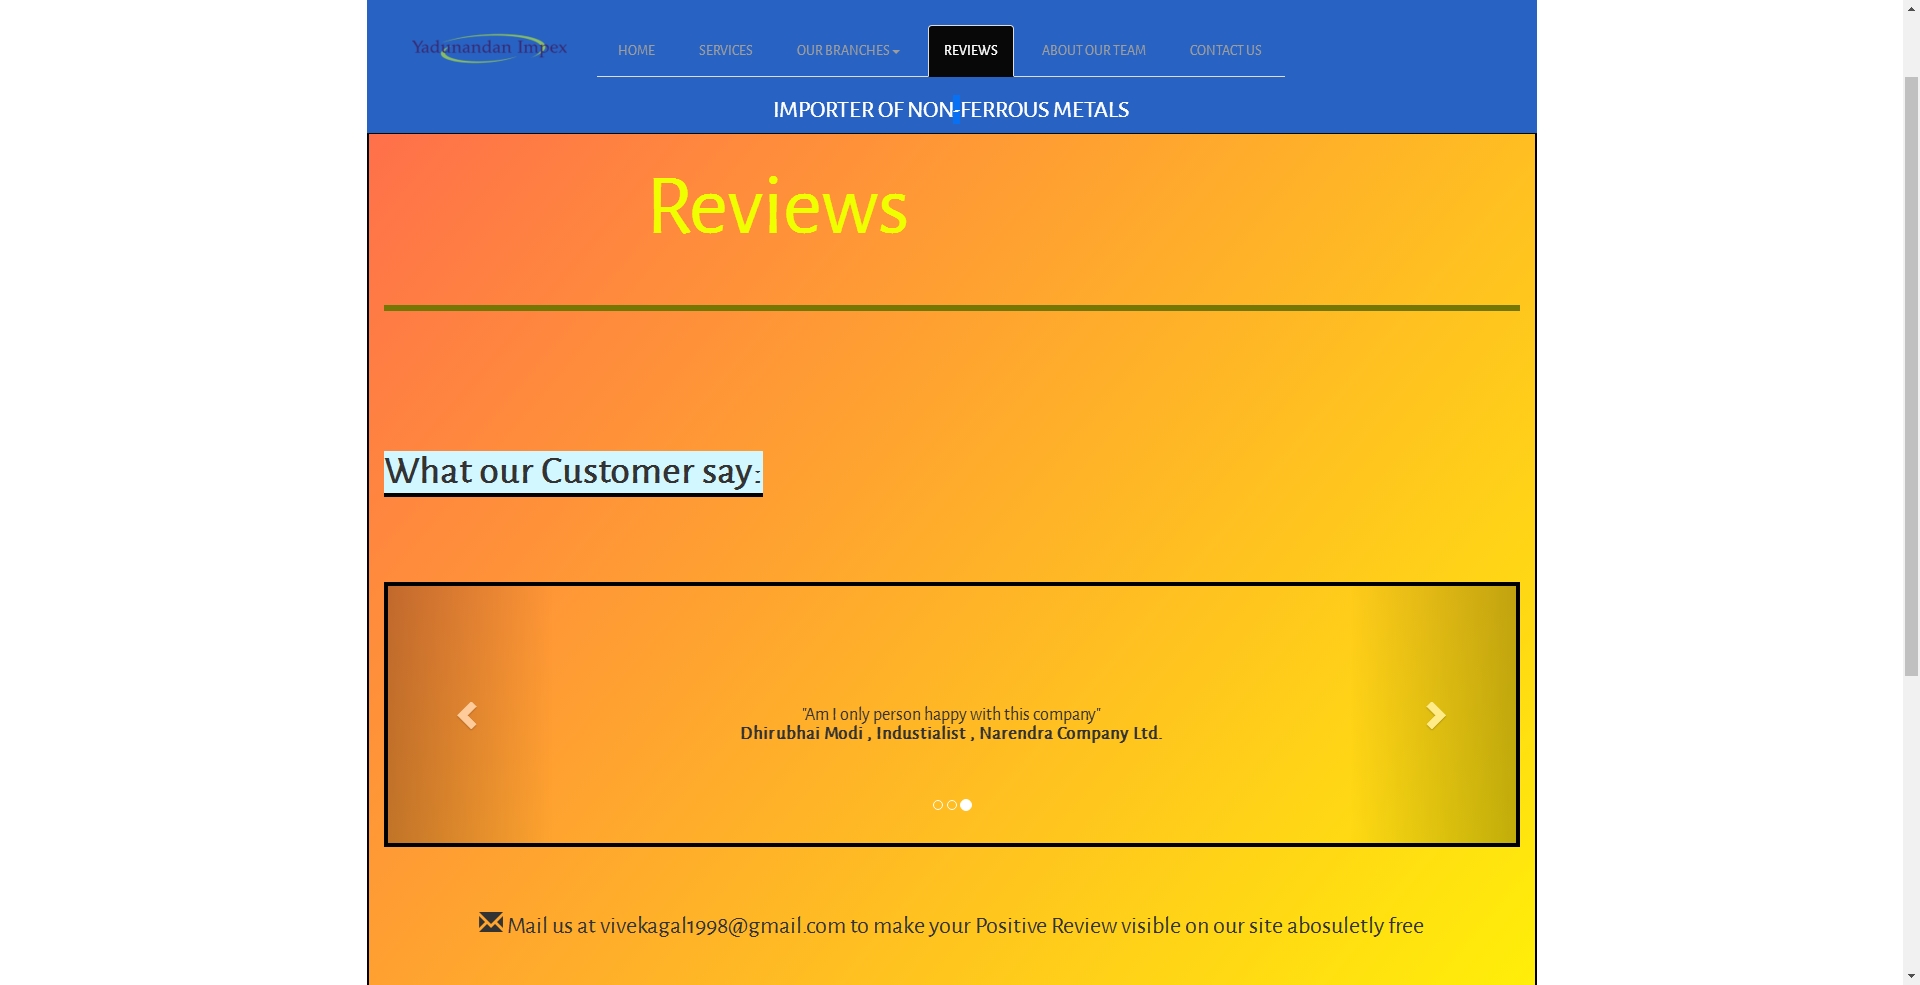 Yadunandan Impex
HOME SERVICES OUR BRANCHES REVIEWS ABOUT OUR TEAM CONTACT US
IMPORTER OF NON-FERROUS METALS
Reviews
What our Customer say:
"Am I only person happy with this company"
Dhirubhai Modi , Industialist , Narendra Company Ltd.
Mail us at vivekagal1998@gmail.com to make your Positive Review visible on our site abosuletly free